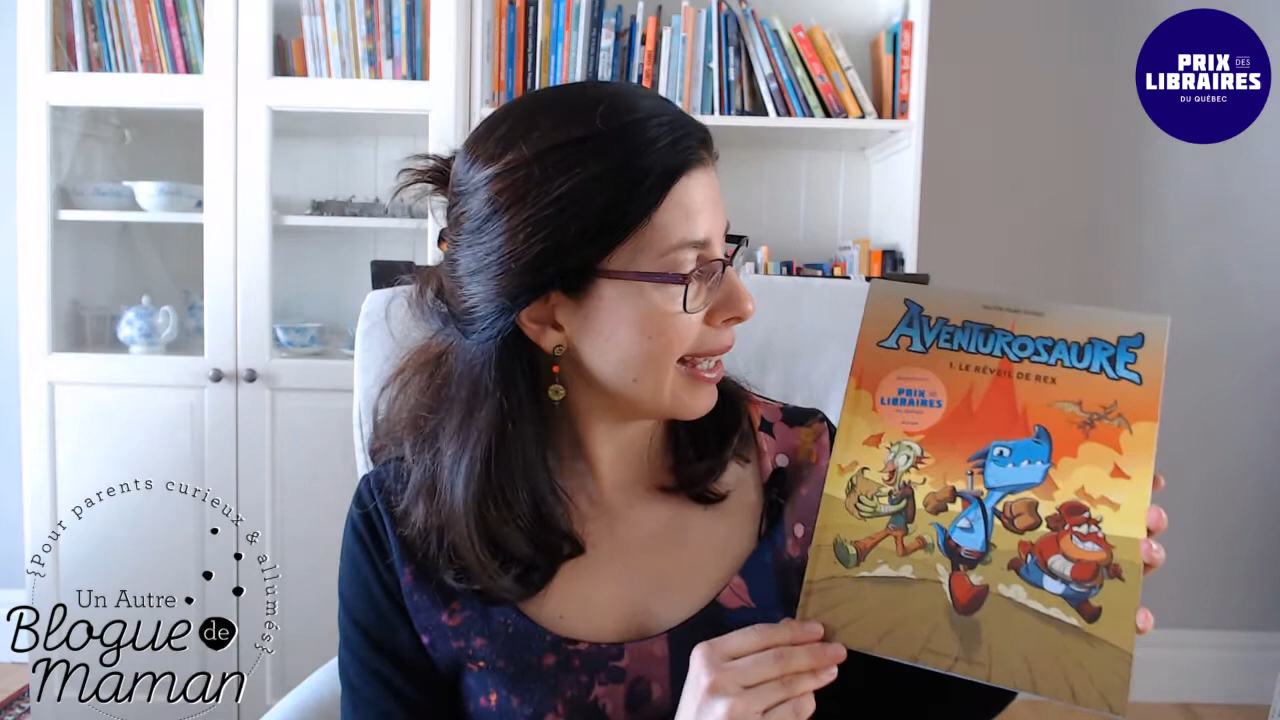 PRIX DES
LIBRAIRES
DU QUÉBEC
AVENTUROSAURE
1. LE RÉVEIL DE REX
PRIX DES
LIBRAIRES
{Pour parents curieux & allumés}
Un Autre
Blogue de
Maman